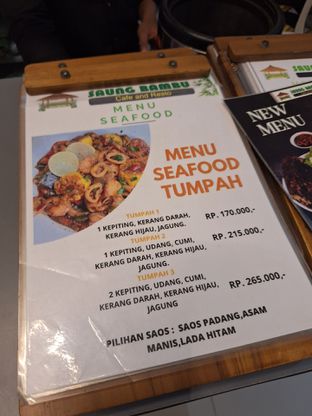 SAUNG BAMBU
Cafe and Resto
MENU
SEAFOOD
MENU
SEAFOOD
TUMPAH
TUMPAH 1
1 KEPITING, KERANG DARAH,
KERANG HIJAU, JAGUNG.
RP. 170.000,-
TUMPAH 2
1 KEPITING, UDANG, CUMI,
KERANG DARAH, KERANG HIJAU,
JAGUNG.
RP. 215.000,-
TUMPAH 3
2 KEPITING, UDANG, CUMI,
KERANG DARAH, KERANG HIJAU,
JAGUNG
RP. 265.000,-
PILIHAN SAOS : SAOS PADANG,ASAM
MANIS,LADA HITAM
NEW
MENU